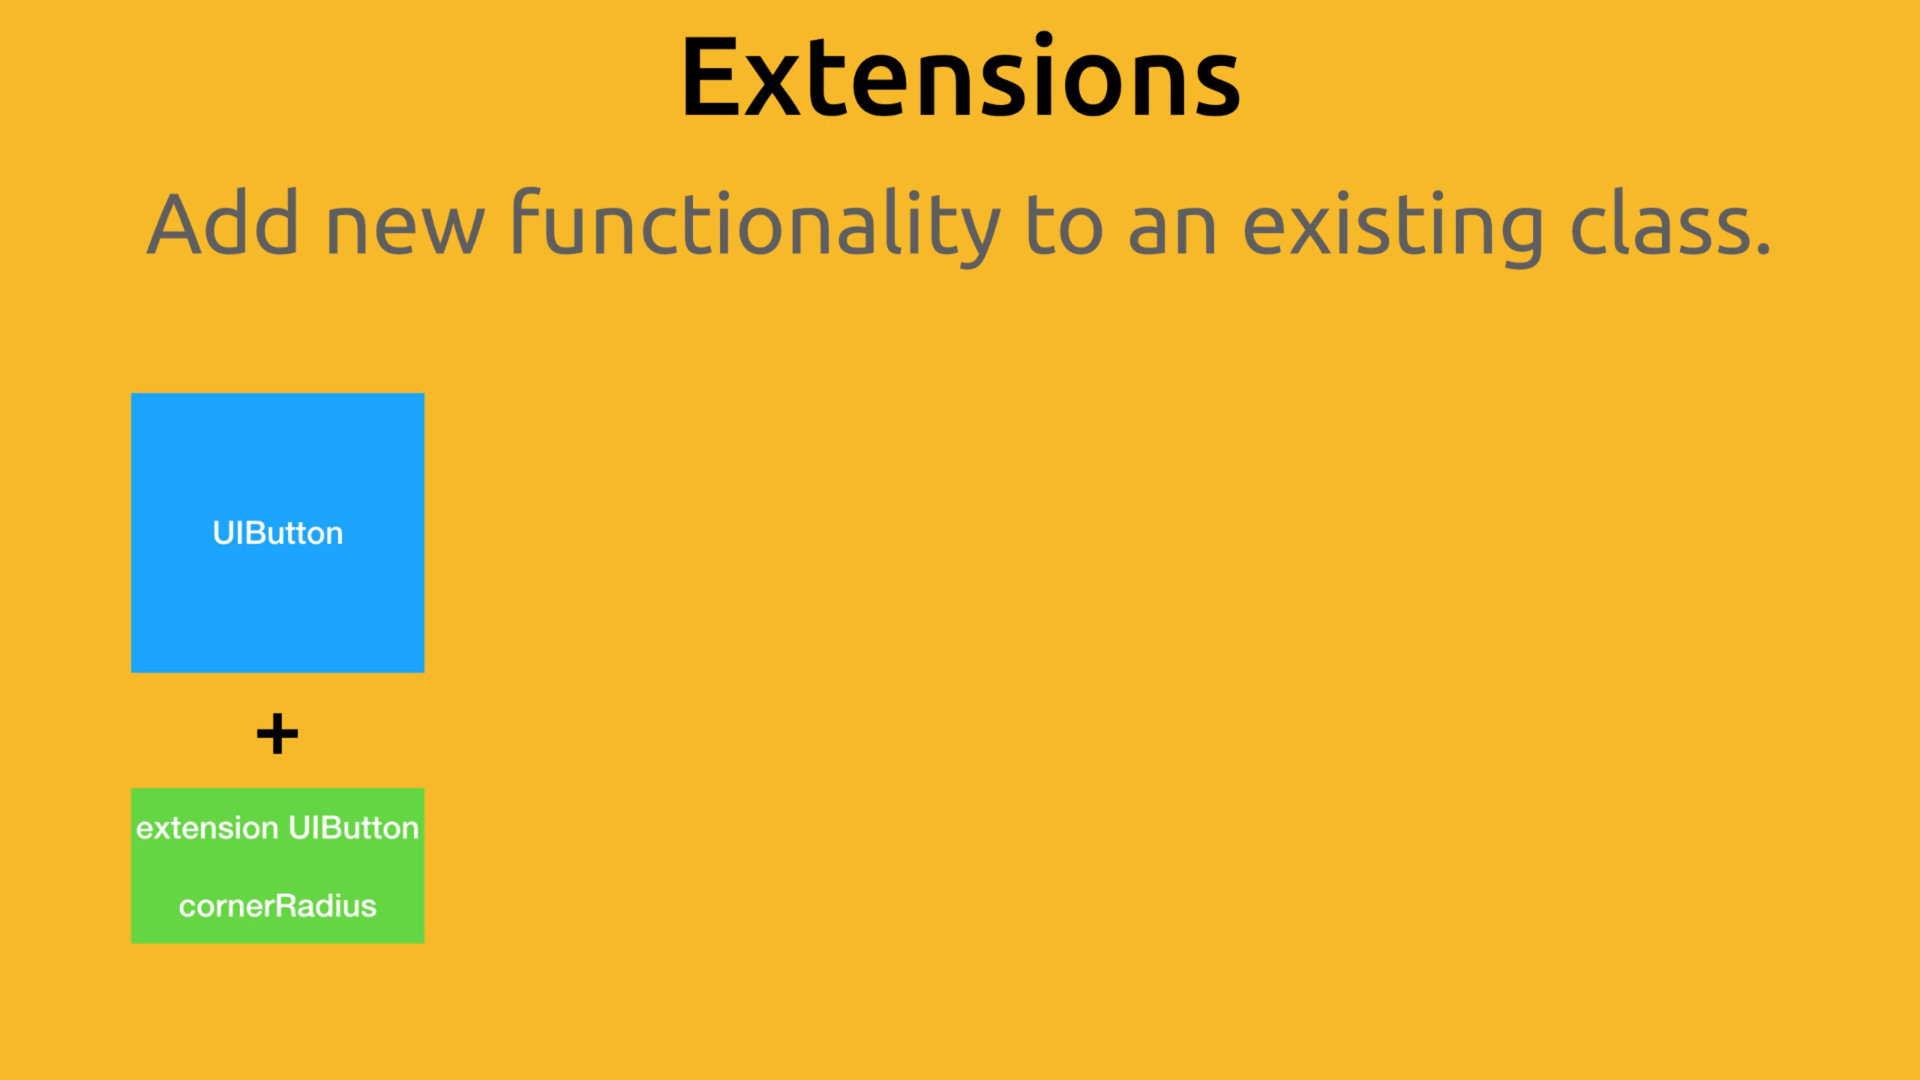 Extensions
Add new functionality to an existing class.
UIButton
+
extension UIButton
cornerRadius